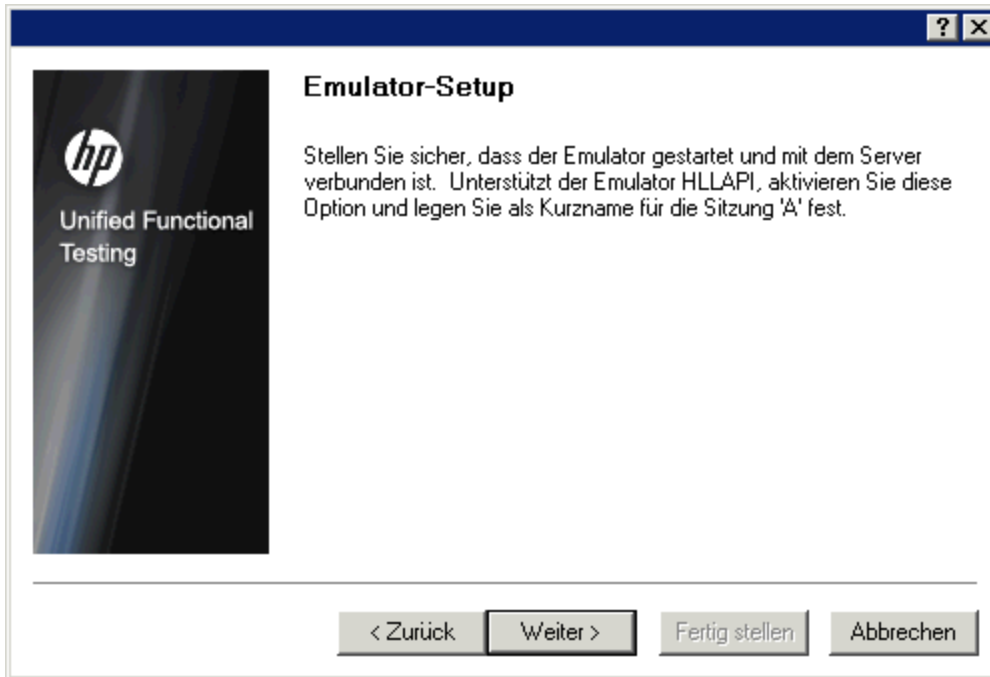 Emulator-Setup
hp
Unified Functional
Testing
Stellen Sie sicher, dass der Emulator gestartet und mit dem Server
verbunden ist.  Unterstützt der Emulator HLLAPI, aktivieren Sie diese
Option und legen Sie als Kurzname für die Sitzung 'A' fest.
< Zurück
Weiter >
Fertig stellen
Abbrechen